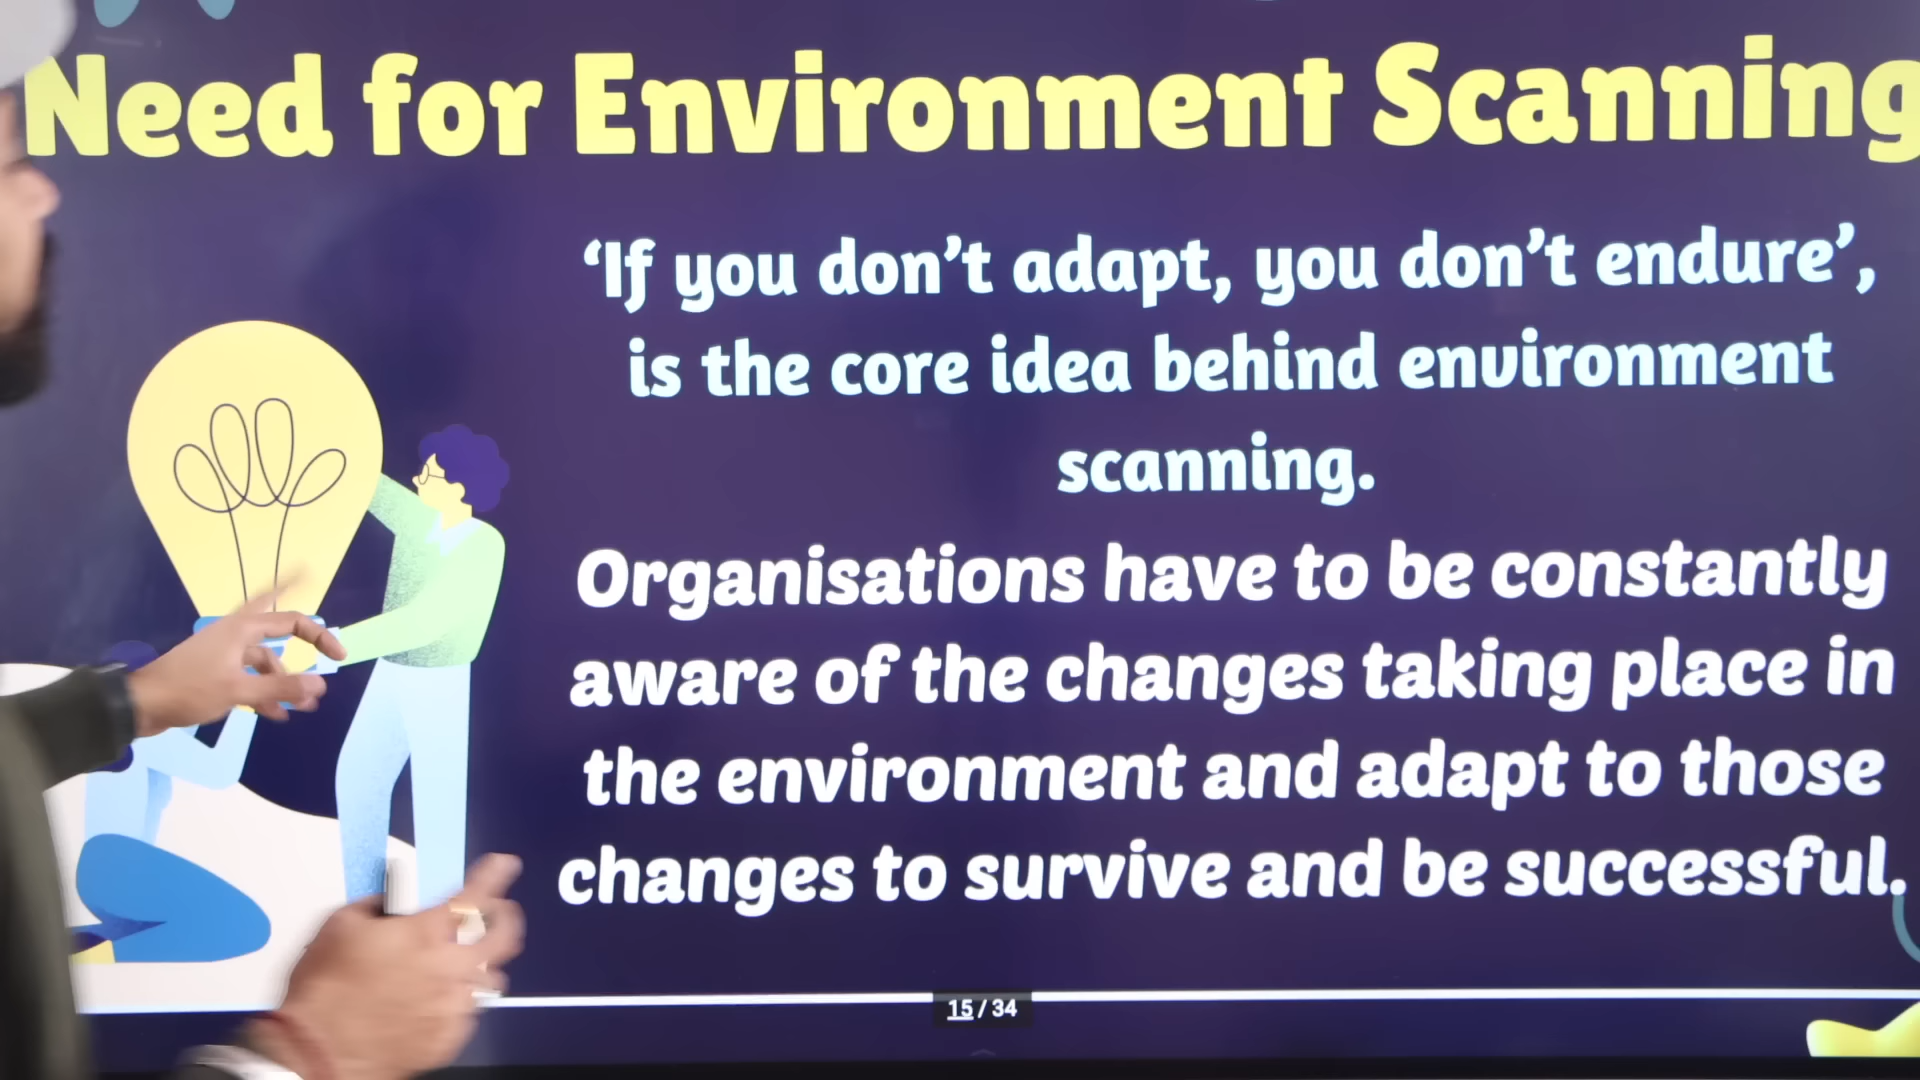 Need for Environment Scanning
‘If you don’t adapt, you don’t endure’,
is the core idea behind environment
scanning.
Organisations have to be constantly
aware of the changes taking place in
the environment and adapt to those
changes to survive and be successful.
15 / 34